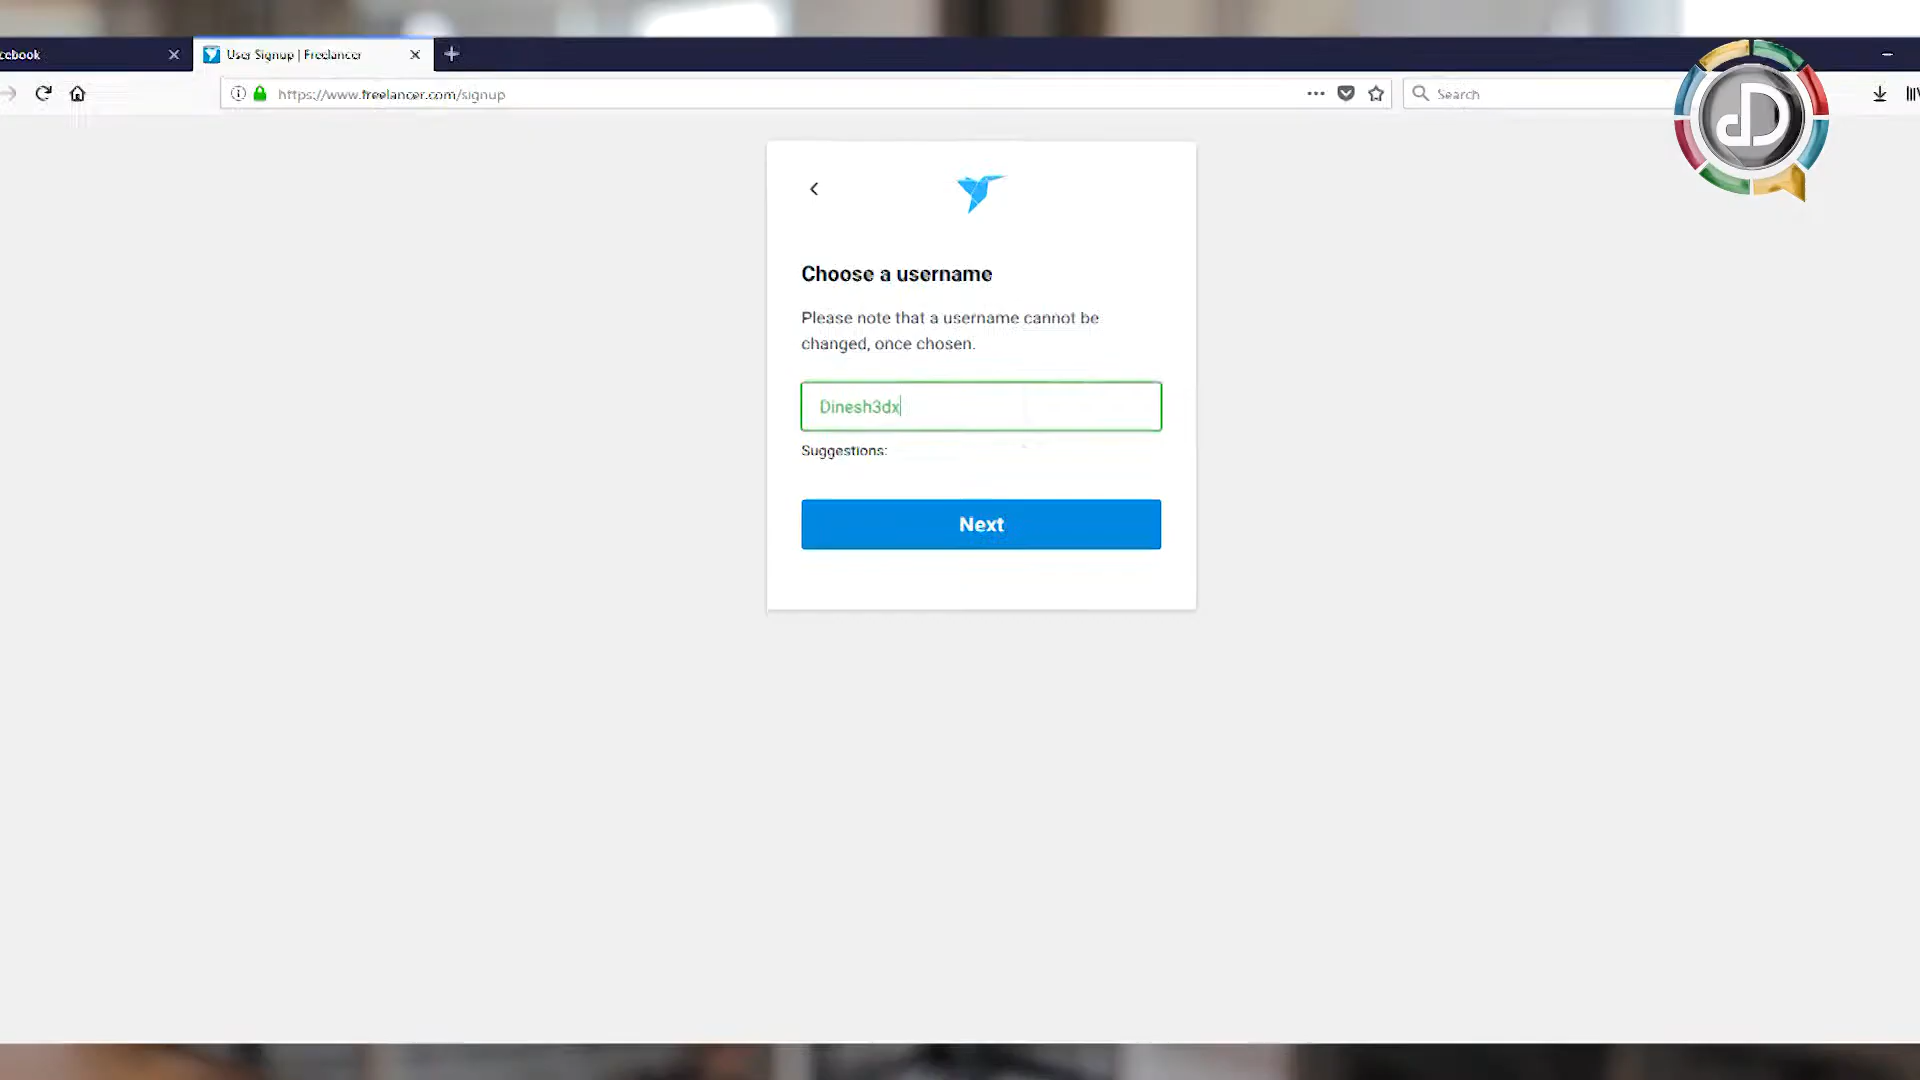 cebook
User Signup | Freelancer
https://www.freelancer.com/signup
Search
Choose a username
Please note that a username cannot be
changed, once chosen.
Dinesh3dx
Suggestions:
Next